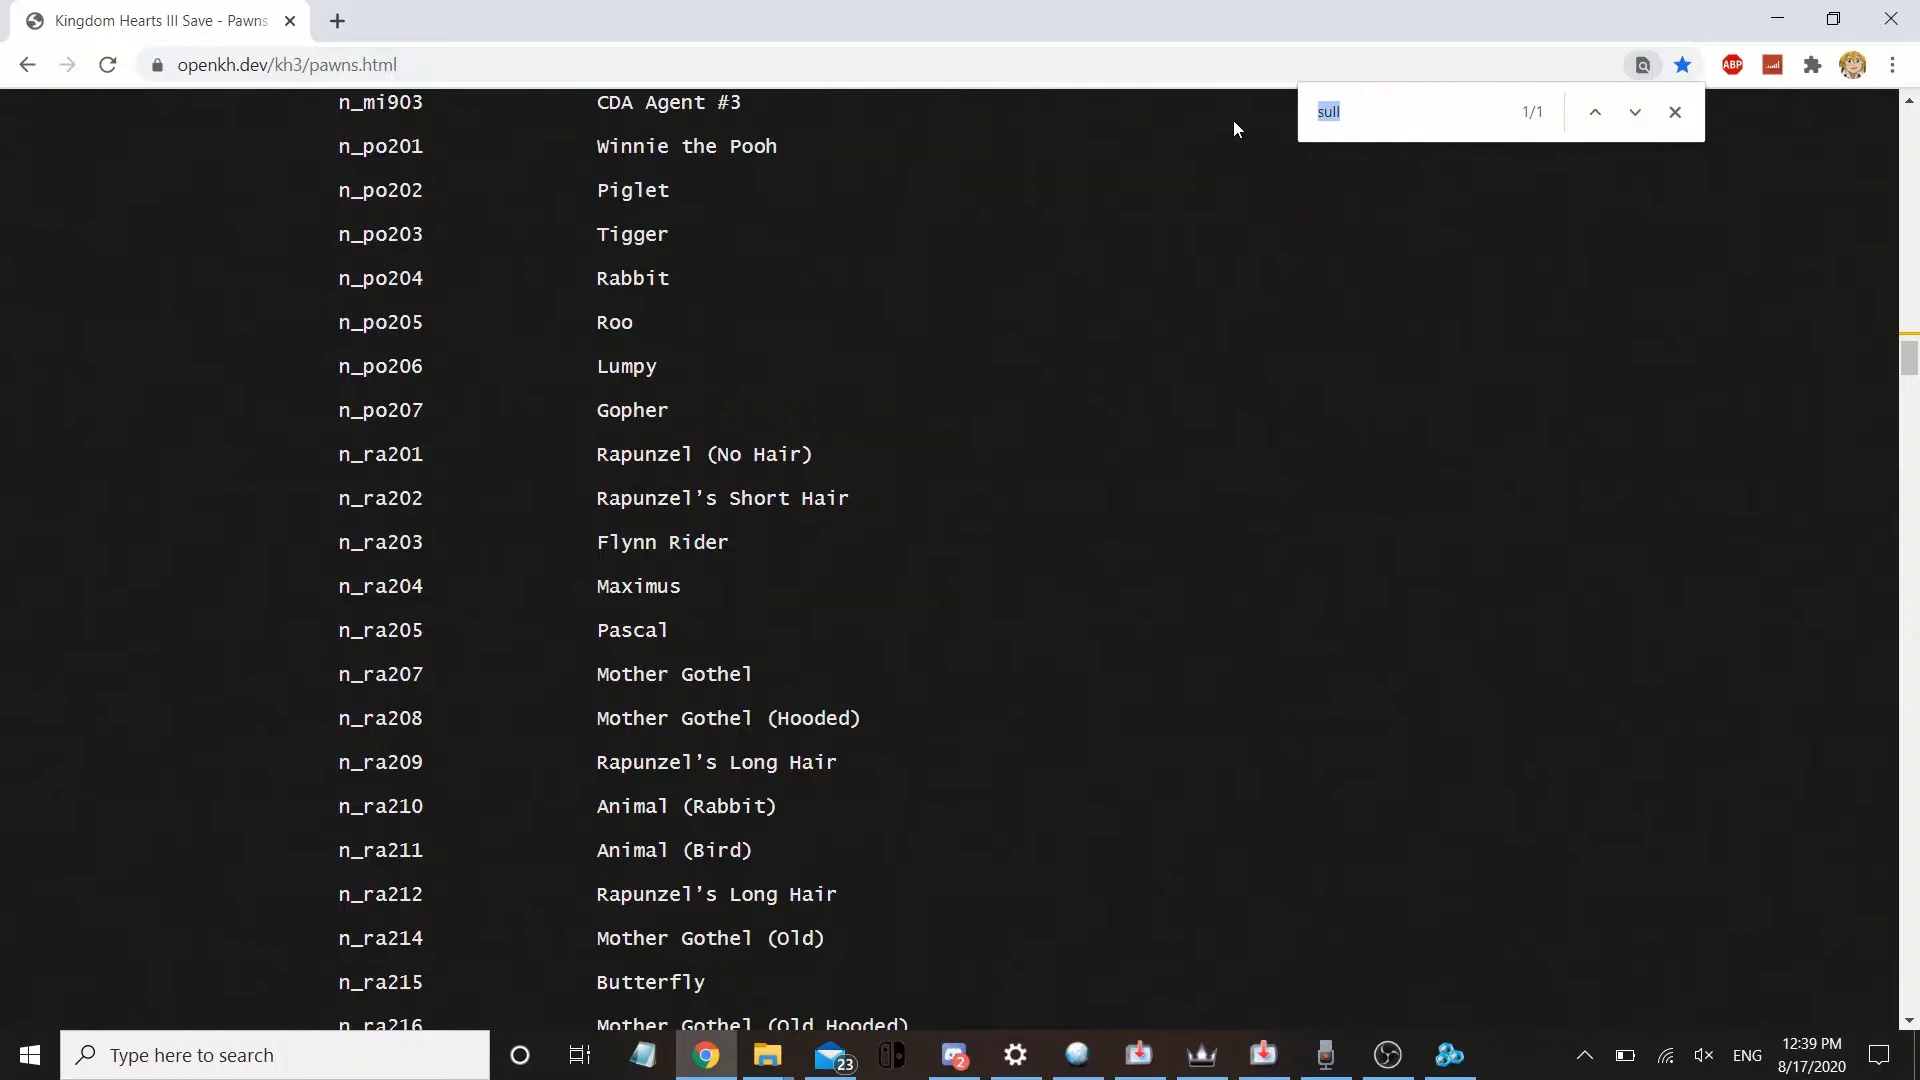 Kingdom Hearts III Save - Pawns
openkh.dev/kh3/pawns.html
ABP
sull 1/1
n_mi903 CDA Agent #3
n_po201 Winnie the Pooh
n_po202 Piglet
n_po203 Tigger
n_po204 Rabbit
n_po205 Roo
n_po206 Lumpy
n_po207 Gopher
n_ra201 Rapunzel (No Hair)
n_ra202 Rapunzel’s Short Hair
n_ra203 Flynn Rider
n_ra204 Maximus
n_ra205 Pascal
n_ra207 Mother Gothel
n_ra208 Mother Gothel (Hooded)
n_ra209 Rapunzel’s Long Hair
n_ra210 Animal (Rabbit)
n_ra211 Animal (Bird)
n_ra212 Rapunzel’s Long Hair
n_ra214 Mother Gothel (Old)
n_ra215 Butterfly
n_ra216 Mother Gothel (Old Hooded)
Type here to search
23
2
ENG
12:39 PM
8/17/2020